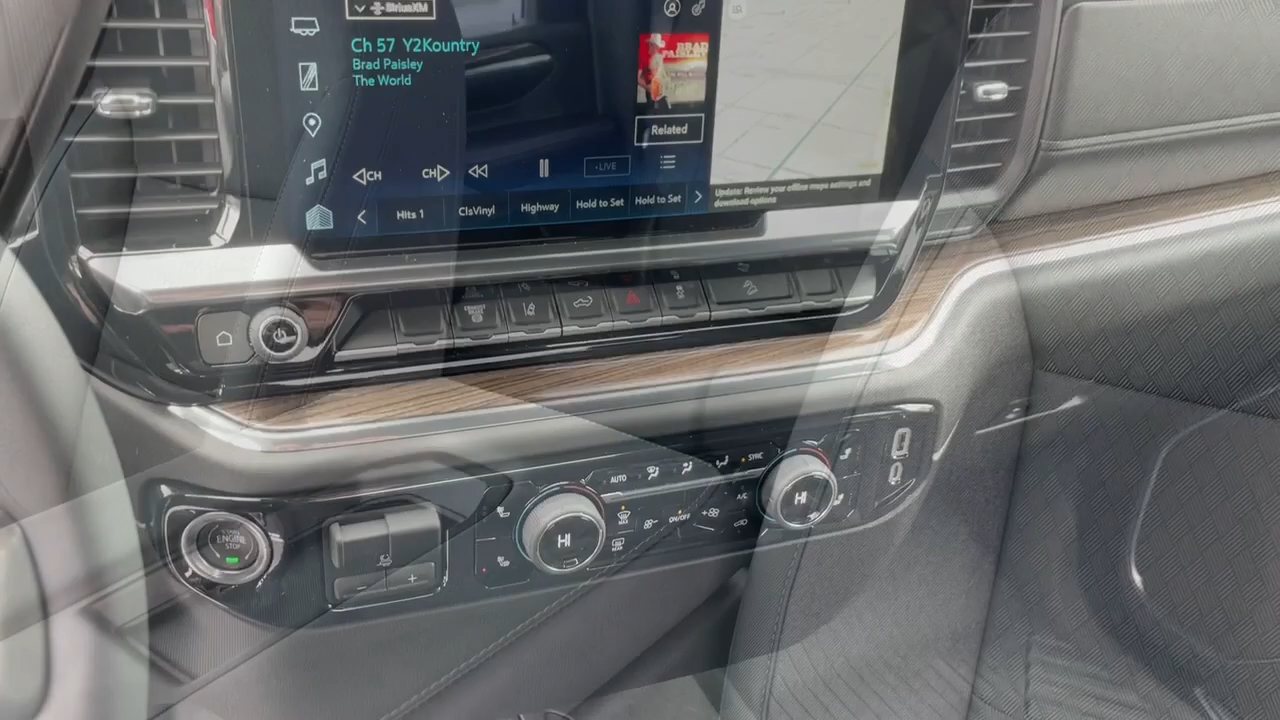 SiriusXM
Ch 57 Y2Kountry
Brad Paisley
The World
BRAD
PAISLEY
Related
CH
CH
LIVE
Hits 1
ClsVinyl
Highway
Hold to Set
Hold to Set
Update: Review your offline maps settings and
download options
AUTO
SYNC
A/C
MAX
ON/OFF
REAR
HI
HI
ENGINE
STOP
+